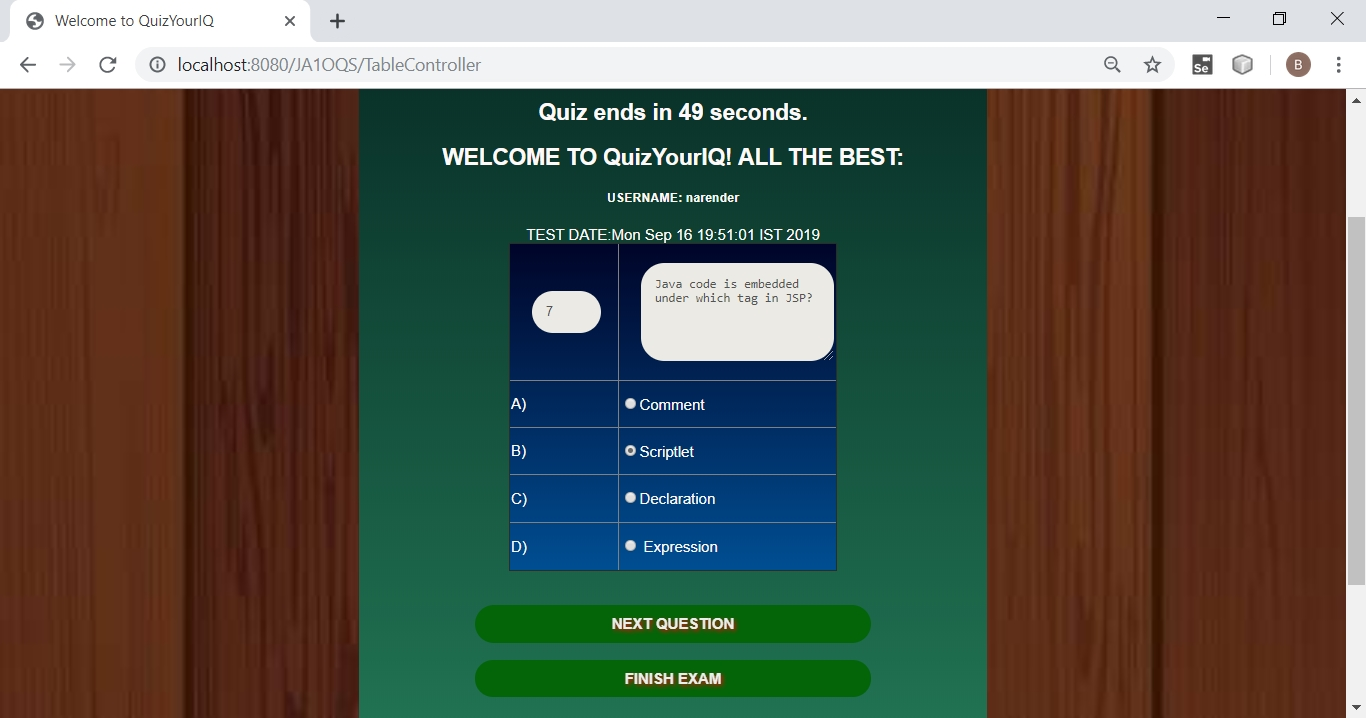 Welcome to QuizYourIQ
localhost:8080/JA1OQS/TableController
Se
B
Quiz ends in 49 seconds.
WELCOME TO QuizYourIQ! ALL THE BEST:
USERNAME: narender
TEST DATE:Mon Sep 16 19:51:01 IST 2019
7
Java code is embedded
under which tag in JSP?
A) Comment
B) Scriptlet
C) Declaration
D) Expression
NEXT QUESTION
FINISH EXAM